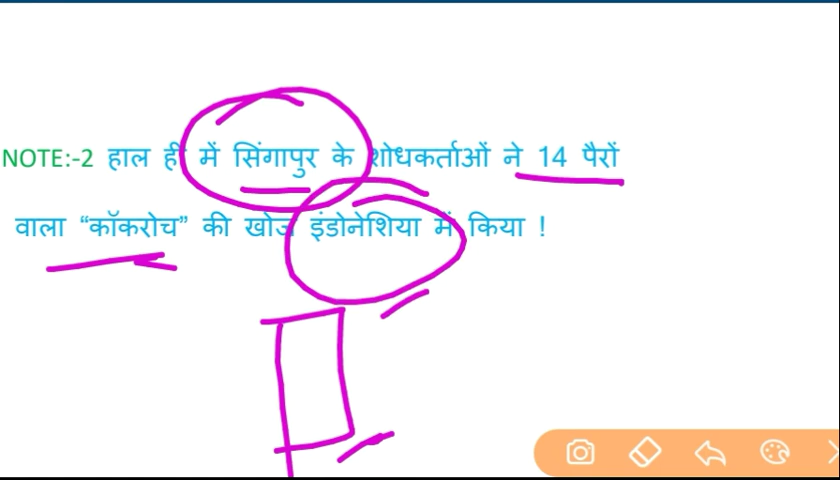 NOTE:-2 हाल ही में सिंगापुर के शोधकर्ताओं ने 14 पैरों
वाला “कॉकरोच” की खोज इंडोनेशिया में किया !